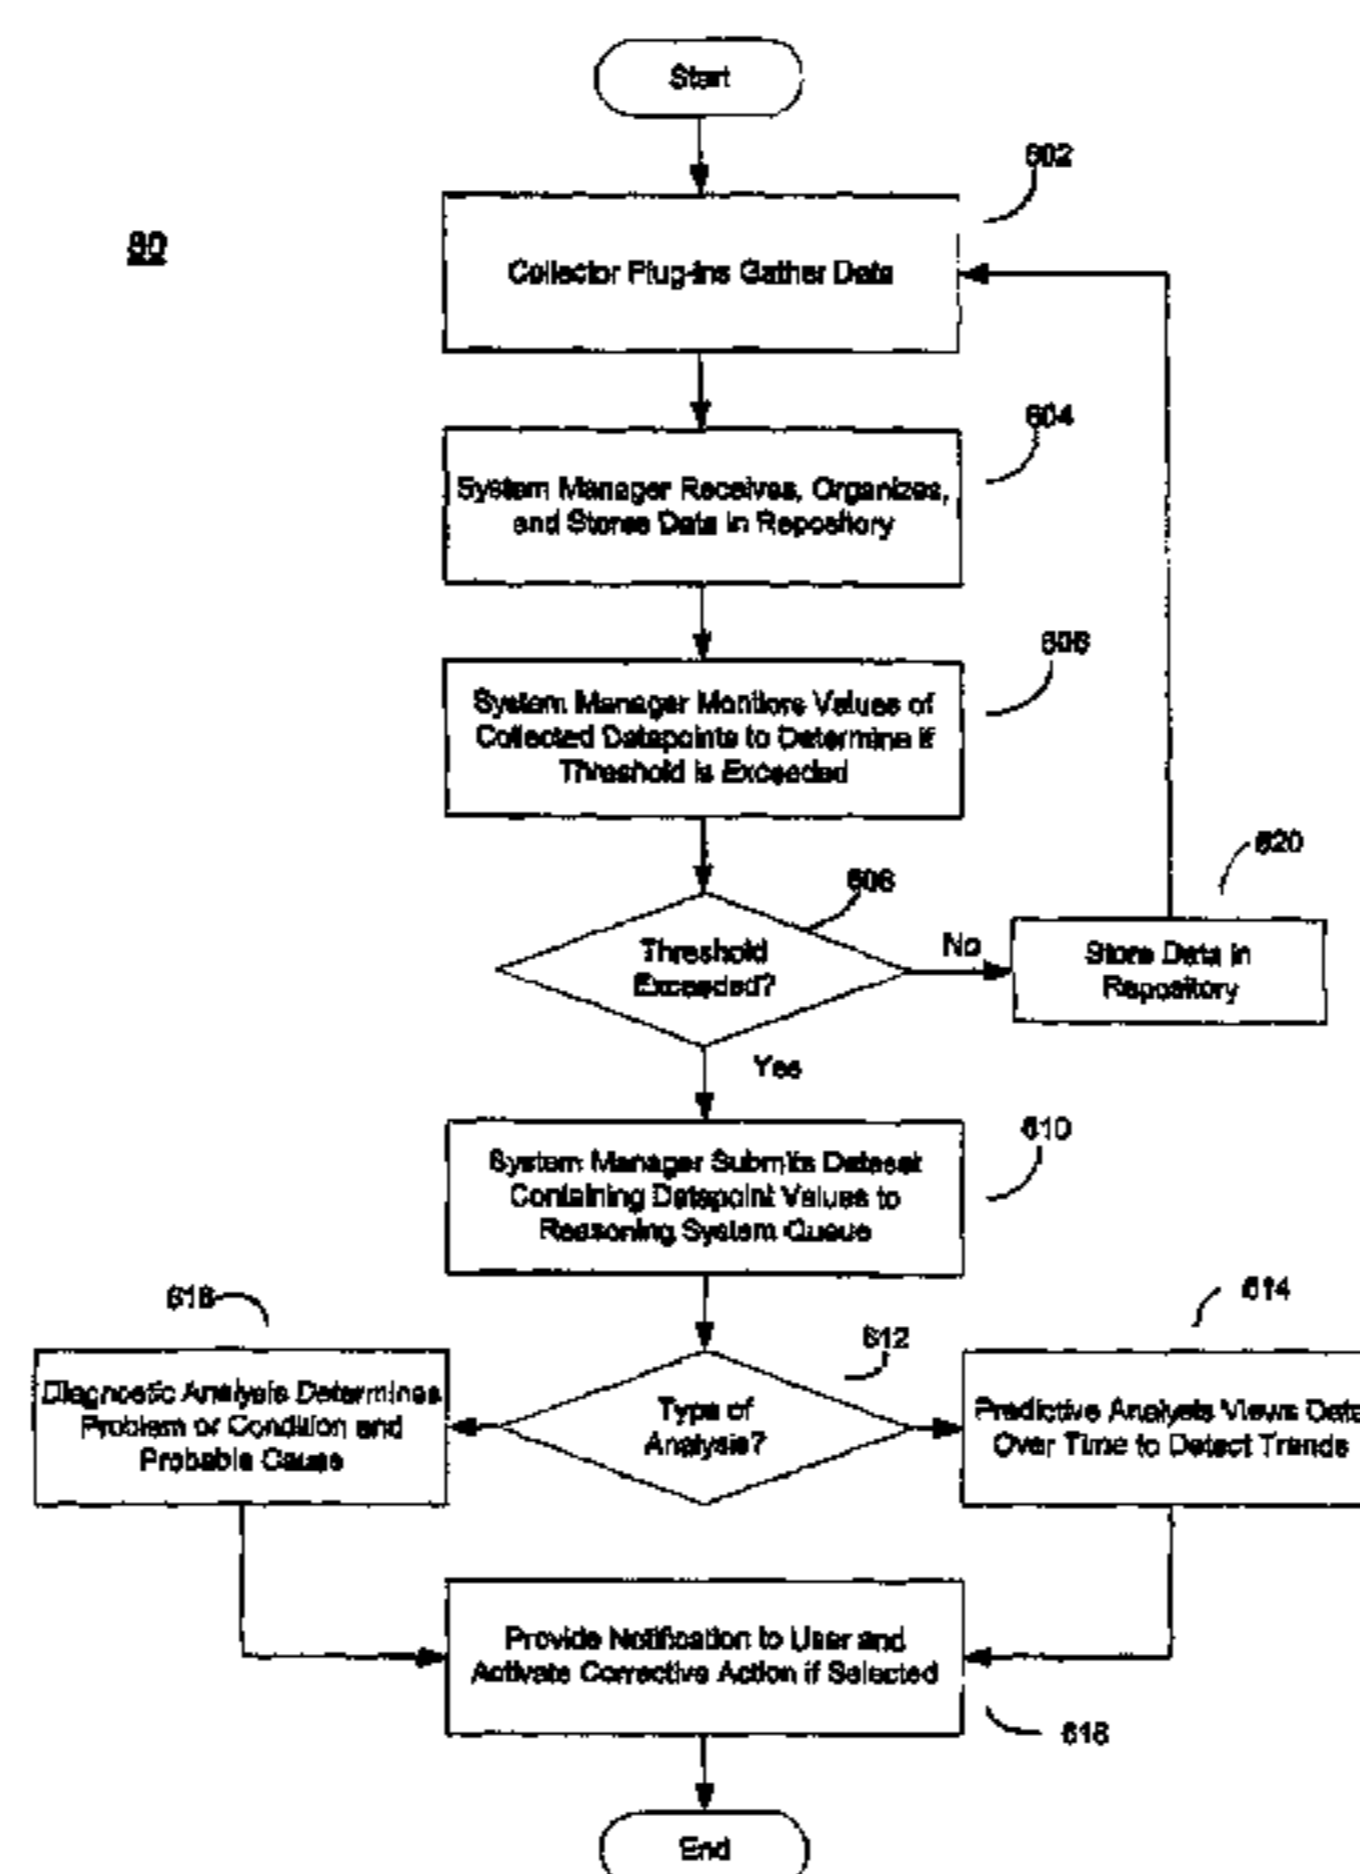 Start
602
60
Collector Plug-ins Gather Data
604
System Manager Receives, Organizes,
and Stores Data in Repository
606
System Manager Monitors Values of
Collected Datapoints to Determine if
Threshold is Exceeded
608
620
Threshold
Exceeded?
No
Store Data in
Repository
Yes
610
System Manager Submits Dataset
Containing Datapoint Values to
Reasoning System Queue
616
612
614
Diagnostic Analysis Determines
Problem or Condition and
Probable Cause
Type of
Analysis?
Predictive Analysis Views Data
Over Time to Detect Trends
Provide Notification to User and
Activate Corrective Action if Selected
618
End